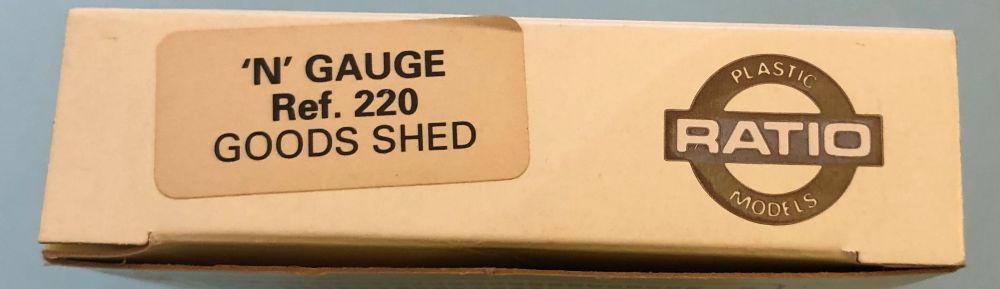 'N' GAUGE
Ref. 220
GOODS SHED
PLASTIC
RATIO
MODELS